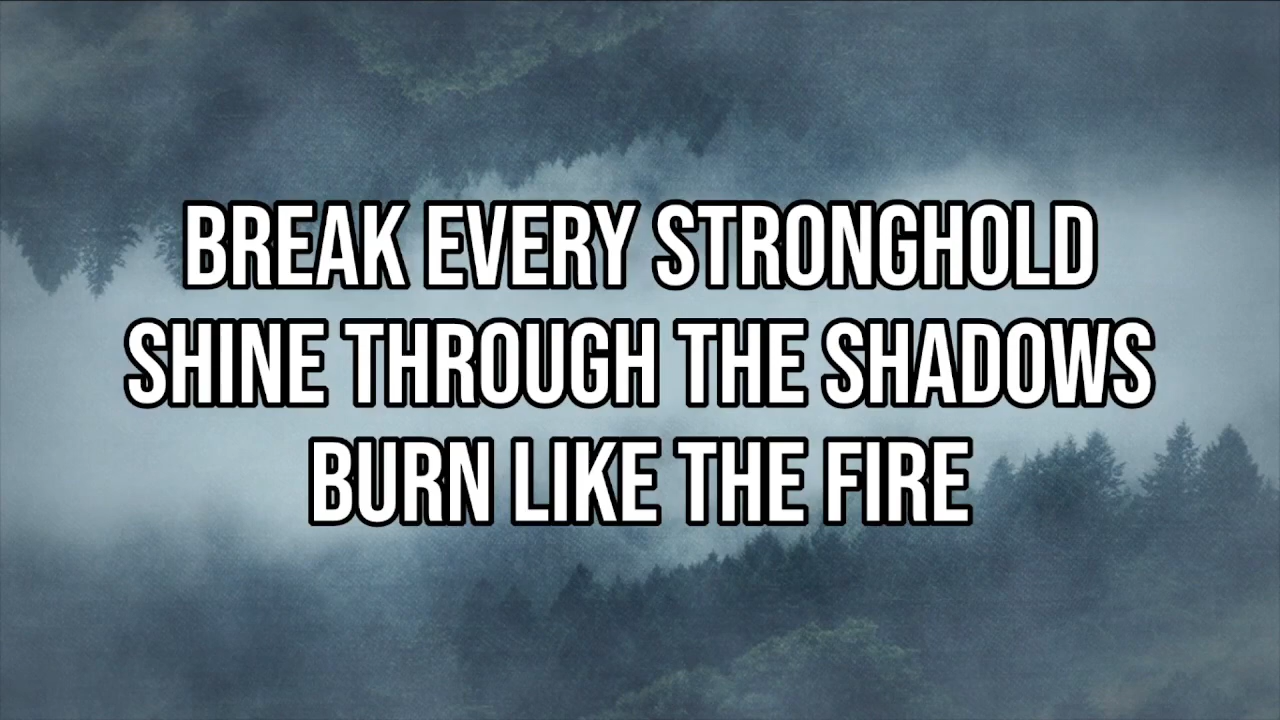 BREAK EVERY STRONGHOLD
SHINE THROUGH THE SHADOWS
BURN LIKE THE FIRE